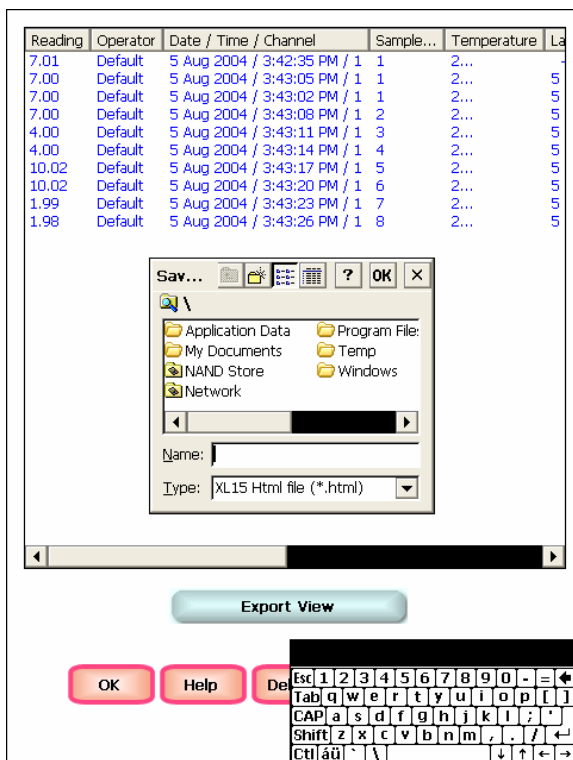 Reading Operator Date / Time / Channel Sample... Temperature La
7.01 Default 5 Aug 2004 / 3:42:35 PM / 1 1 2... -
7.00 Default 5 Aug 2004 / 3:43:05 PM / 1 1 2... 5
7.00 Default 5 Aug 2004 / 3:43:02 PM / 1 1 2... 5
7.00 Default 5 Aug 2004 / 3:43:08 PM / 1 2 2... 5
4.00 Default 5 Aug 2004 / 3:43:11 PM / 1 3 2... 5
4.00 Default 5 Aug 2004 / 3:43:14 PM / 1 4 2... 5
10.02 Default 5 Aug 2004 / 3:43:17 PM / 1 5 2... 5
10.02 Default 5 Aug 2004 / 3:43:20 PM / 1 6 2... 5
1.99 Default 5 Aug 2004 / 3:43:23 PM / 1 7 2... 5
1.98 Default 5 Aug 2004 / 3:43:26 PM / 1 8 2... 5
Sav... ? OK ×
\
Application Data Program File:
My Documents Temp
NAND Store Windows
Network
Name:
Type: XL15 Html file (*.html)
Export View
OK Help Del
Esc 1 2 3 4 5 6 7 8 9 0 - =
Tab q w e r t y u i o p [ ]
CAP a s d f g h j k l ; '
Shift z x c v b n m , . /
Ctl áü ` \ ↓ ↑ ← →